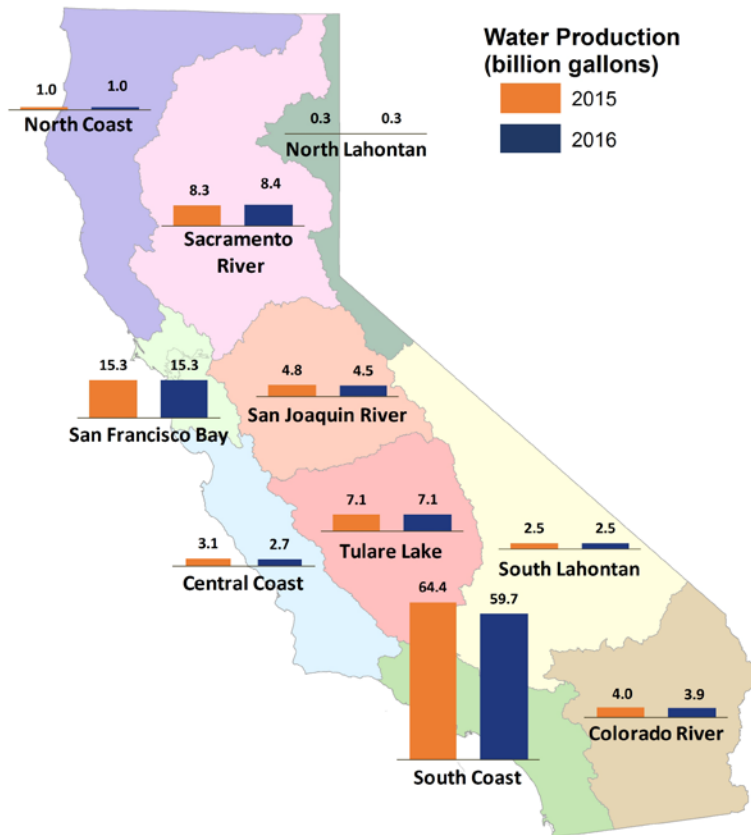 Water Production
(billion gallons)
2015
2016
1.0 1.0
North Coast
0.3 0.3
North Lahontan
8.3 8.4
Sacramento
River
15.3 15.3
San Francisco Bay
4.8 4.5
San Joaquin River
7.1 7.1
Tulare Lake
3.1 2.7
Central Coast
2.5 2.5
South Lahontan
64.4 59.7
South Coast
4.0 3.9
Colorado River